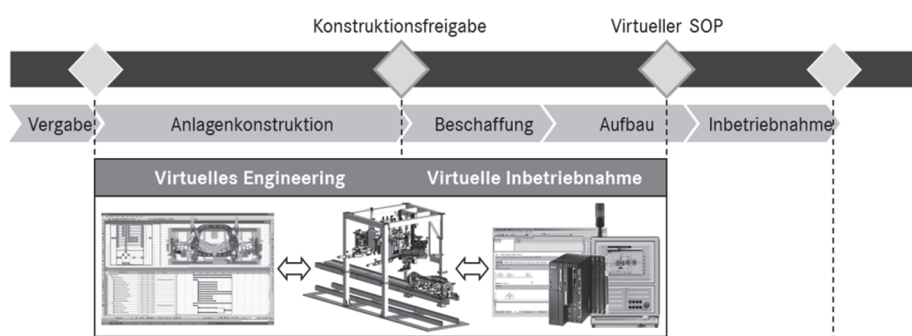 Konstruktionsfreigabe
Virtueller SOP
Vergabe
Anlagenkonstruktion
Beschaffung
Aufbau
Inbetriebnahme
Virtuelles Engineering
Virtuelle Inbetriebnahme